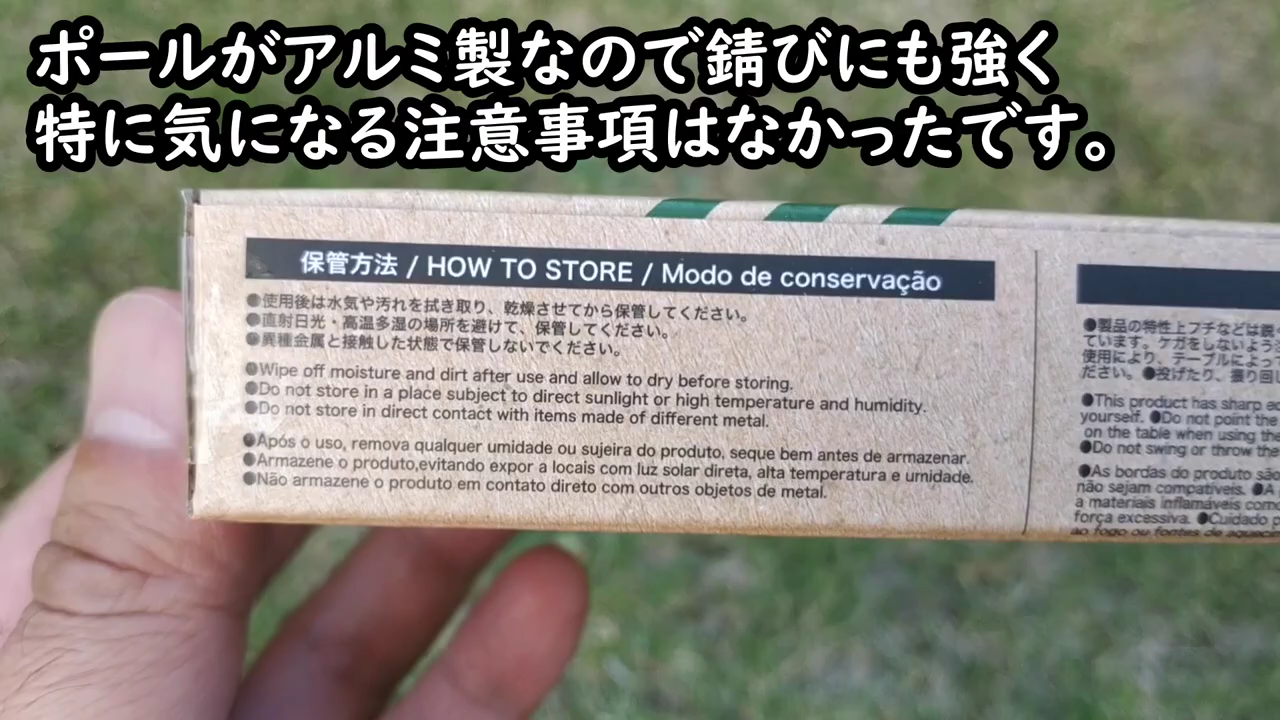 ポールがアルミ製なので錆びにも強く
特に気になる注意事項はなかったです。
保管方法 / HOW TO STORE / Modo de conservação
●使用後は水気や汚れを拭き取り、乾燥させてから保管してください。
●直射日光・高温多湿の場所を避けて、保管してください。
●異種金属と接触した状態で保管しないでください。
●Wipe off moisture and dirt after use and allow to dry before storing.
●Do not store in a place subject to direct sunlight or high temperature and humidity.
●Do not store in direct contact with items made of different metal.
●Após o uso, remova qualquer umidade ou sujeira do produto, seque bem antes de armazenar.
●Armazene o produto,evitando expor a locais com luz solar direta, alta temperatura e umidade.
●Não armazene o produto em contato direto com outros objetos de metal.
●製品の特性上フチなどは鋭
ています。ケガをしないよう
使用により、テーブルによっ
ださい。●投げたり、振り回し
●This product has sharp
yourself. ●Do not point the
on the table when using
●Do not swing or throw the
●As bordas do produto são
não sejam compatíveis. ●A
a materiais inflamáveis com
força excessiva. ●Cuidado
ao fogo ou fontes de